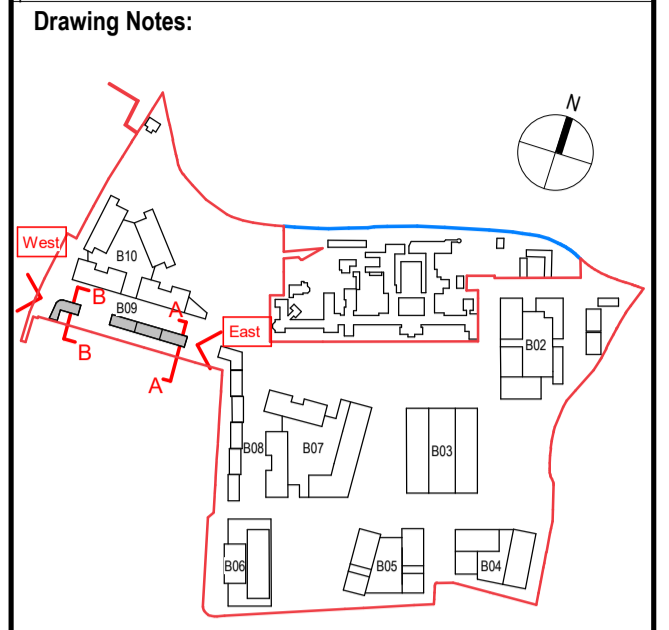 Drawing Notes:
N
West
B10
B
A
B09
East
B
A
B02
B08
B07
B03
B06
B05
B04